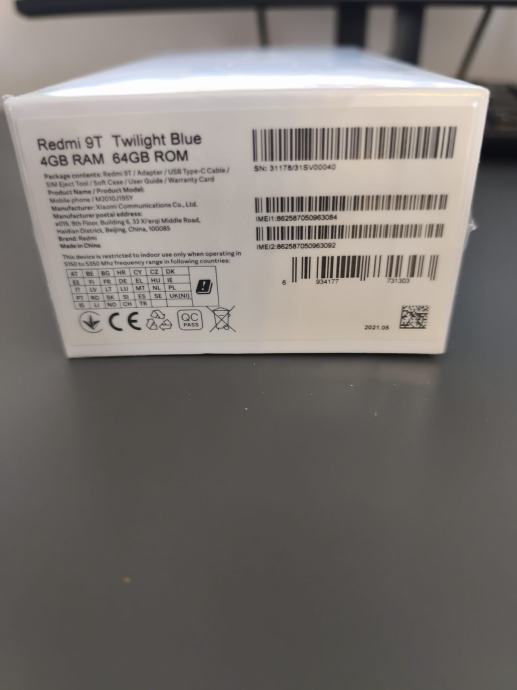 Redmi 9T Twilight Blue
4GB RAM 64GB ROM
Package contents: Redmi 9T / Adapter / USB Type-C Cable /
SIM Eject Tool / Soft Case / User Guide / Warranty Card
Product Name / Product Model:
Mobile phone / M2010J19SY
Manufacturer: Xiaomi Communications Co., Ltd.
Manufacturer postal address:
#019, 9th Floor, Building 6, 33 Xi'erqi Middle Road,
Haidian District, Beijing, China, 100085
Brand: Redmi
Made in China
This device is restricted to indoor use only when operating in
5150 to 5350 Mhz frequency range in following countries:
AT BE BG HR CY CZ DK
EE FI FR DE EL HU IE
IT LV LT LU MT NL PL
PT RO SK SI ES SE UK(NI)
IS LI NO CH TR
CE
QC
PASS
SN: 31178/31SV00040
IMEI1:862587050963084
IMEI2:862587050963092
6 934177 731303
2021.05